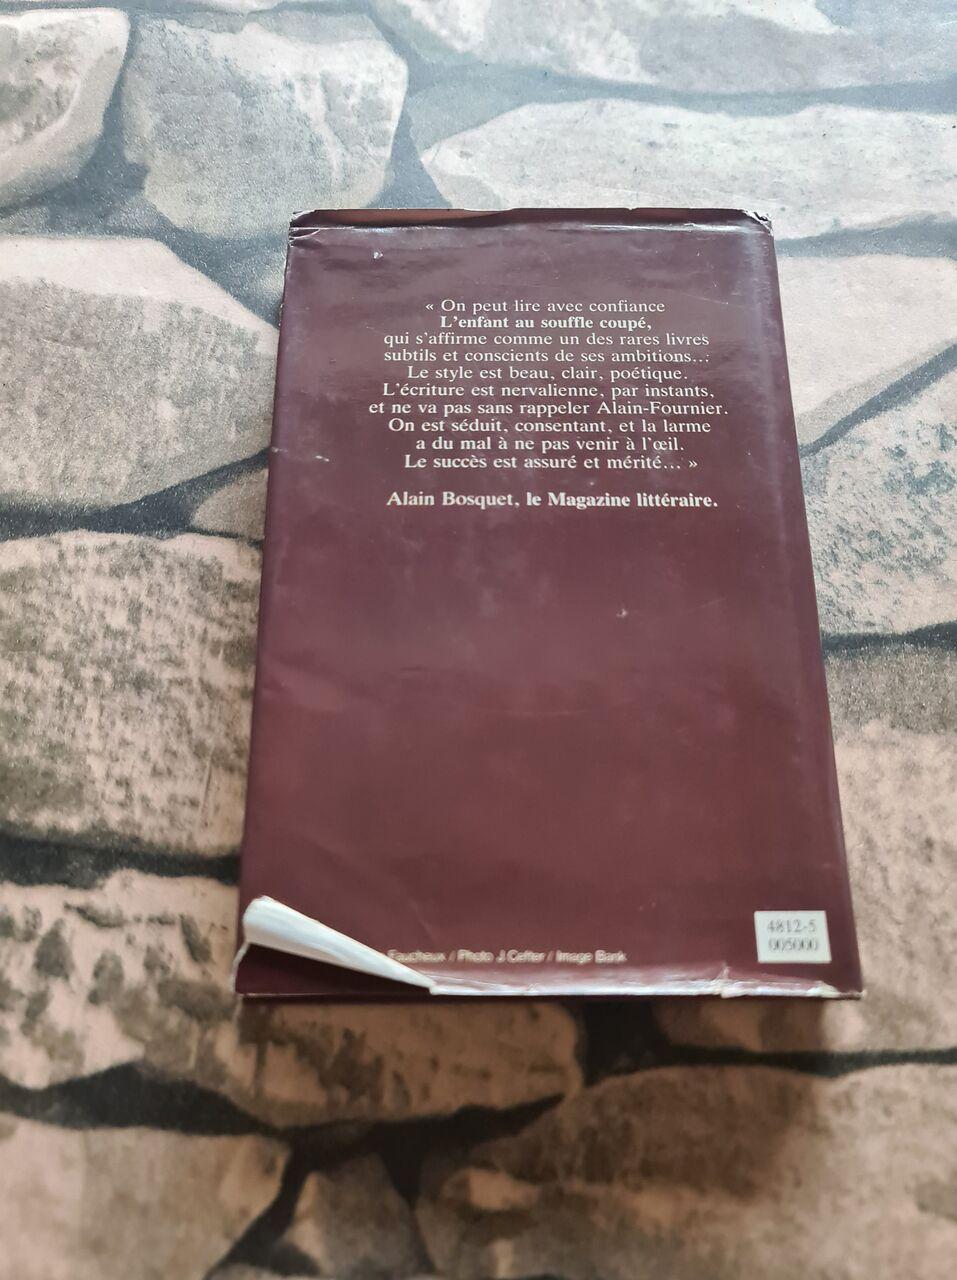 « On peut lire avec confiance
L'enfant au souffle coupé,
qui s'affirme comme un des rares livres
subtils et conscients de ses ambitions...
Le style est beau, clair, poétique.
L'écriture est nervalienne, par instants,
et ne va pas sans rappeler Alain-Fournier.
On est séduit, consentant, et la larme
a du mal à ne pas venir à l'œil.
Le succès est assuré et mérité... »
Alain Bosquet, le Magazine littéraire.
Faucheux / Photo J. / Image Bank
4812-5
005000